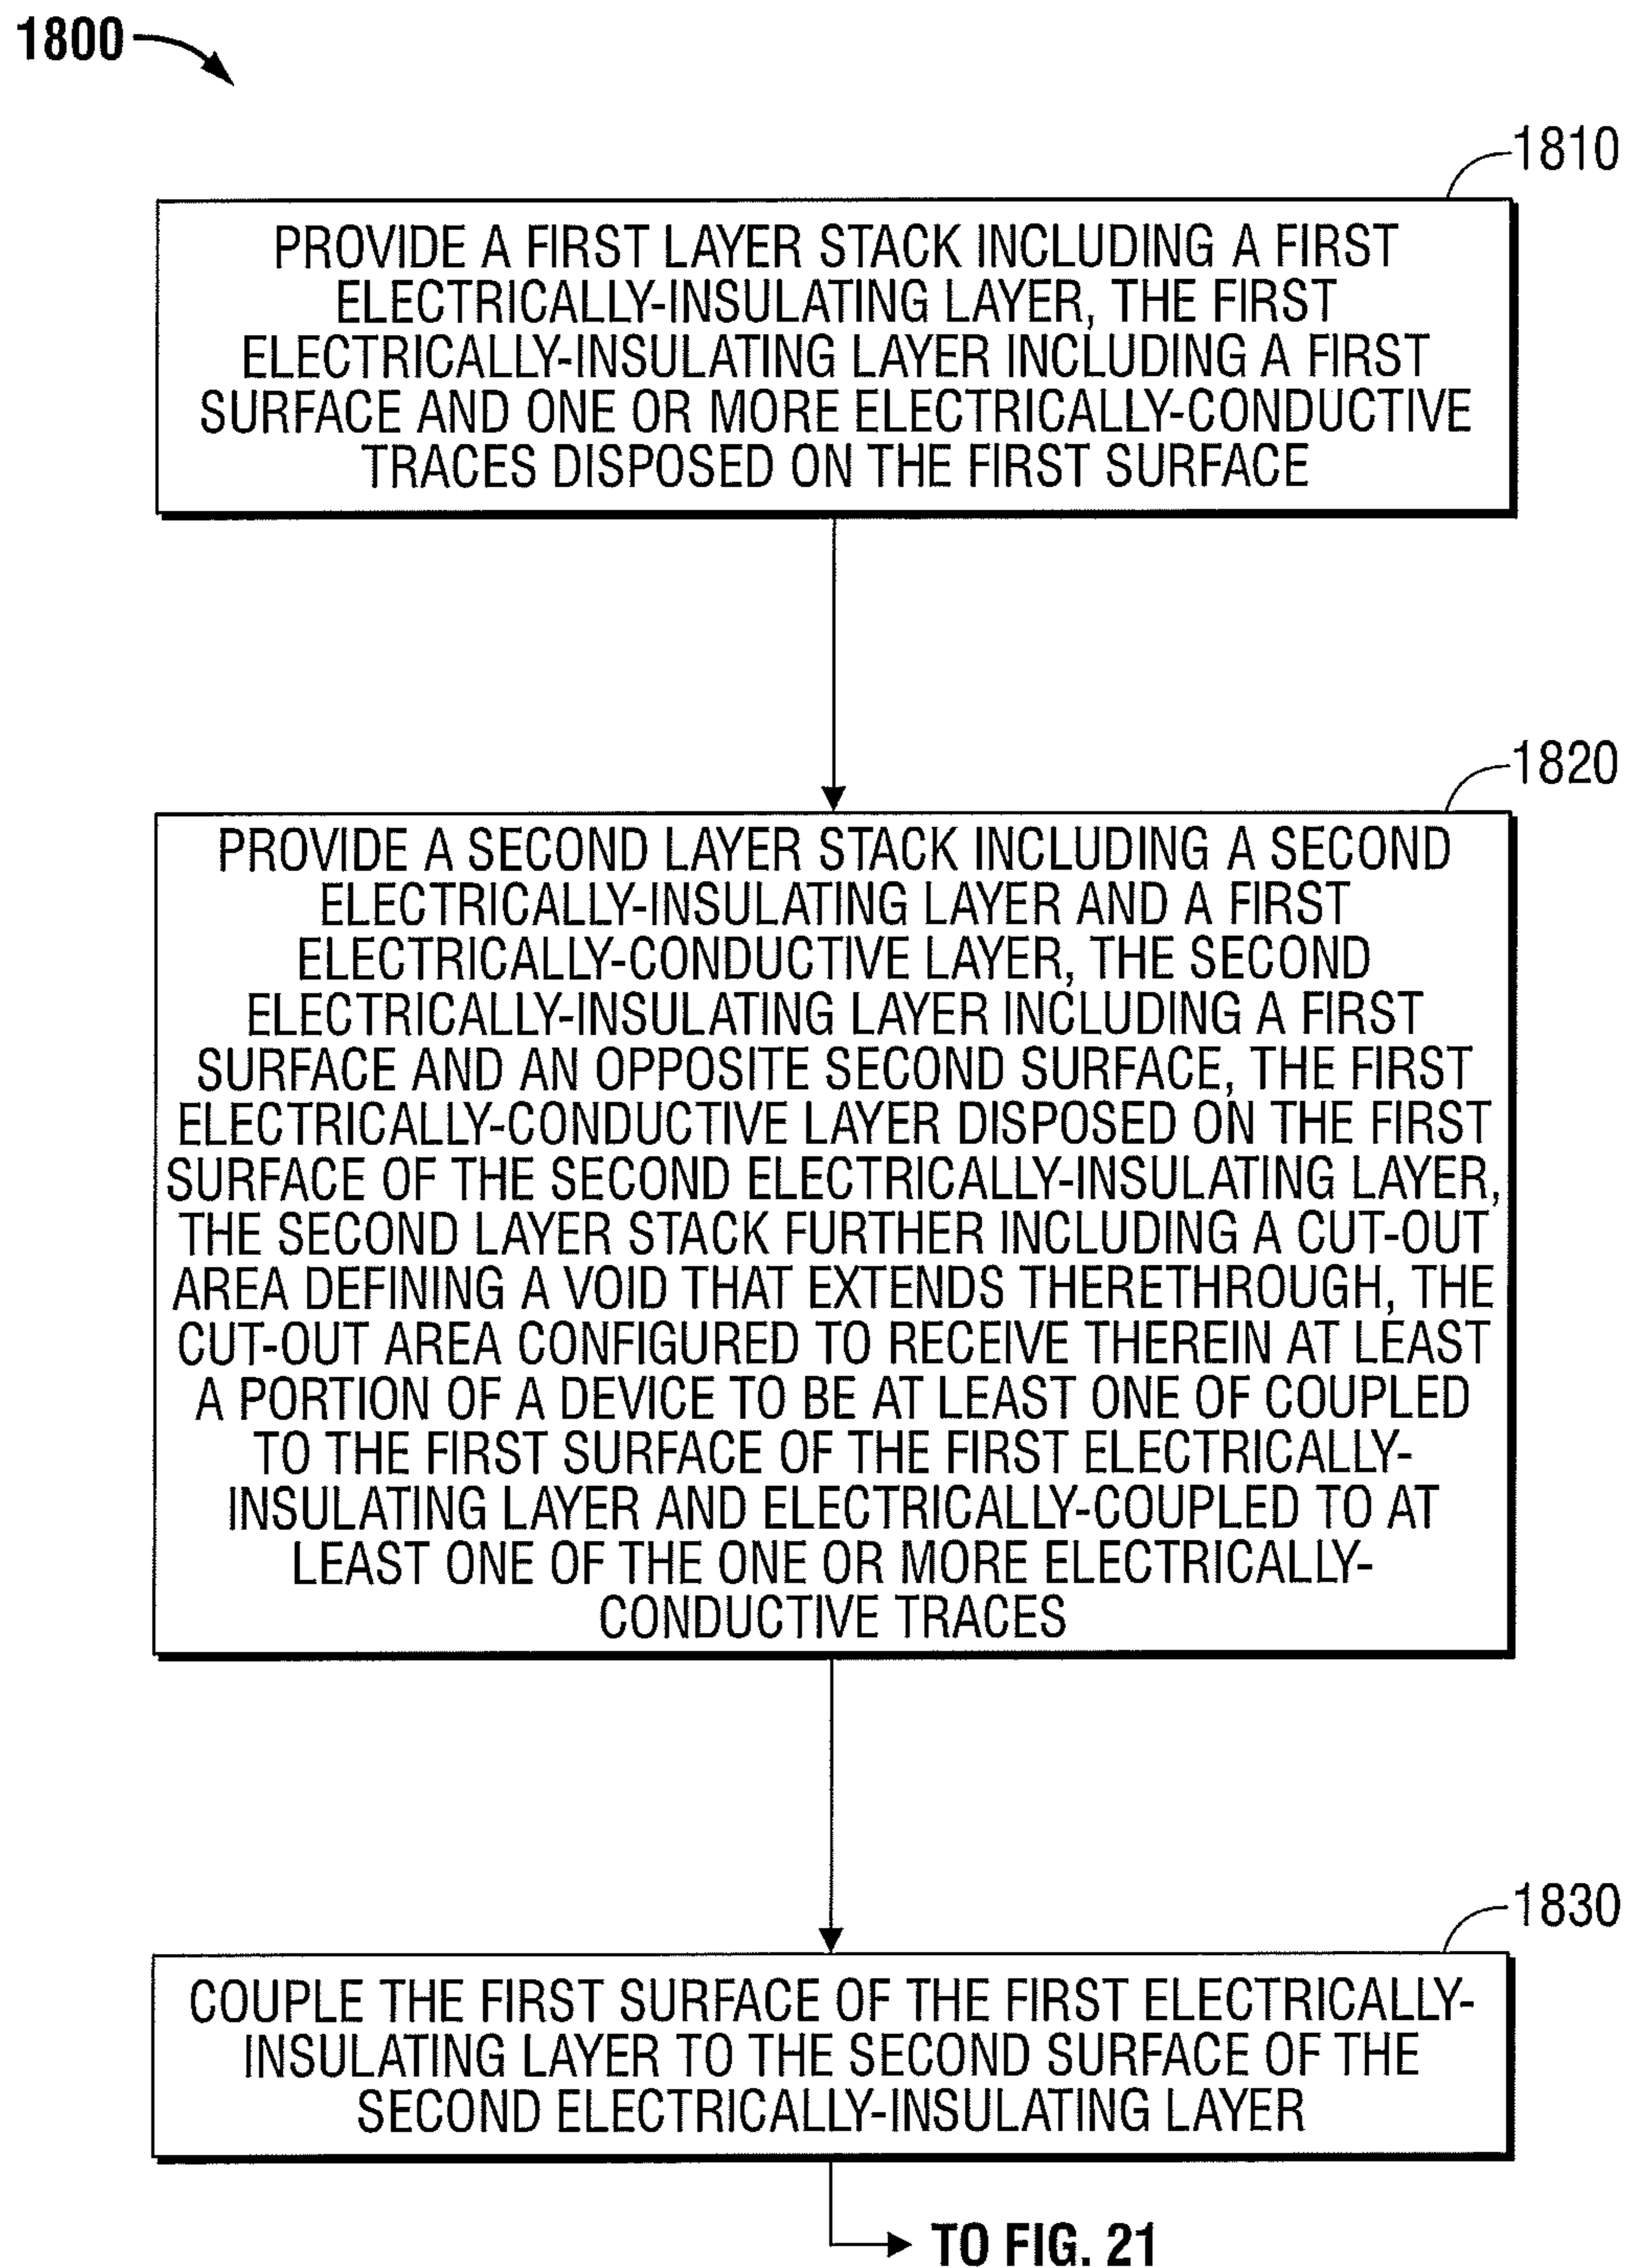 1800
1810
PROVIDE A FIRST LAYER STACK INCLUDING A FIRST
ELECTRICALLY-INSULATING LAYER, THE FIRST
ELECTRICALLY-INSULATING LAYER INCLUDING A FIRST
SURFACE AND ONE OR MORE ELECTRICALLY-CONDUCTIVE
TRACES DISPOSED ON THE FIRST SURFACE
1820
PROVIDE A SECOND LAYER STACK INCLUDING A SECOND
ELECTRICALLY-INSULATING LAYER AND A FIRST
ELECTRICALLY-CONDUCTIVE LAYER, THE SECOND
ELECTRICALLY-INSULATING LAYER INCLUDING A FIRST
SURFACE AND AN OPPOSITE SECOND SURFACE, THE FIRST
ELECTRICALLY-CONDUCTIVE LAYER DISPOSED ON THE FIRST
SURFACE OF THE SECOND ELECTRICALLY-INSULATING LAYER,
THE SECOND LAYER STACK FURTHER INCLUDING A CUT-OUT
AREA DEFINING A VOID THAT EXTENDS THERETHROUGH, THE
CUT-OUT AREA CONFIGURED TO RECEIVE THEREIN AT LEAST
A PORTION OF A DEVICE TO BE AT LEAST ONE OF COUPLED
TO THE FIRST SURFACE OF THE FIRST ELECTRICALLY-
INSULATING LAYER AND ELECTRICALLY-COUPLED TO AT
LEAST ONE OF THE ONE OR MORE ELECTRICALLY-
CONDUCTIVE TRACES
1830
COUPLE THE FIRST SURFACE OF THE FIRST ELECTRICALLY-
INSULATING LAYER TO THE SECOND SURFACE OF THE
SECOND ELECTRICALLY-INSULATING LAYER
TO FIG. 21